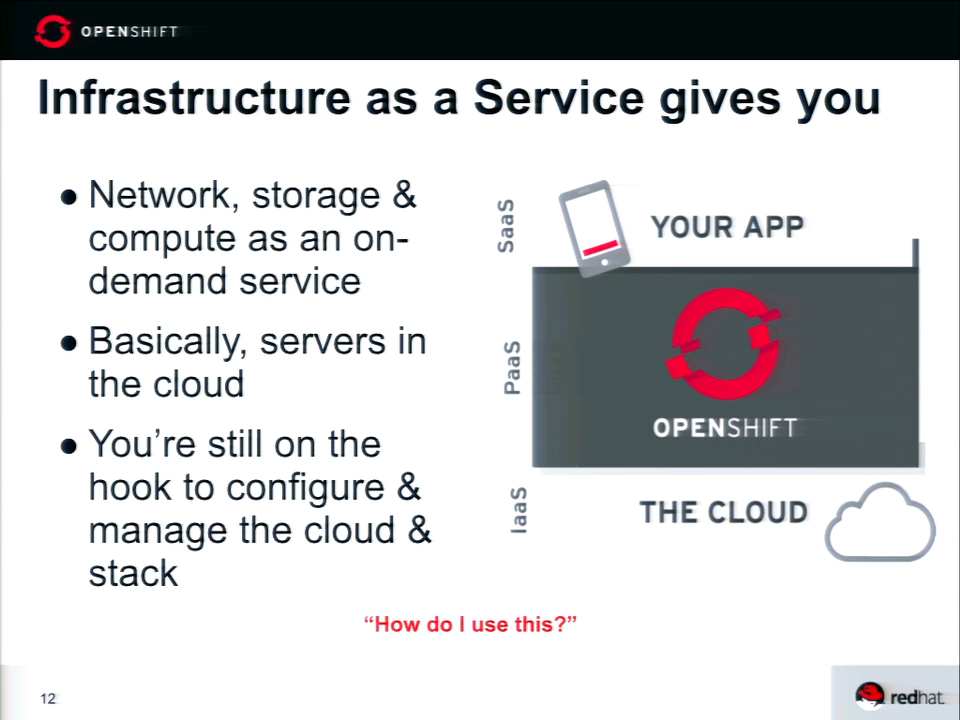 OPENSHIFT
Infrastructure as a Service gives you
• Network, storage &
compute as an on-
demand service
• Basically, servers in
the cloud
• You’re still on the
hook to configure &
manage the cloud &
stack
SaaS
YOUR APP
PaaS
OPENSHIFT
IaaS
THE CLOUD
“How do I use this?”
12
redhat.